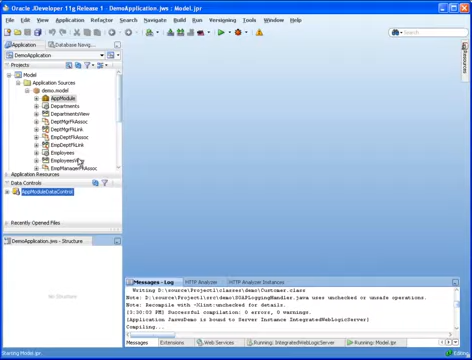 Oracle JDeveloper 11g Release 1 - DemoApplication.jws : Model.jpr
File Edit View Application Refactor Search Navigate Build Run Versioning Tools Window Help
Search
Application
Database Navig...
DemoApplication
Projects
Model
Application Sources
demo.model
AppModule
Departments
DepartmentsView
DeptMgrFkAssoc
DeptMgrFkLink
EmpDeptFkAssoc
EmpDeptFkLink
Employees
EmpManagerFkAssoc
Application Resources
Data Controls
AppModuleDataControl
Recently Opened Files
DemoApplication.jws - Structure
No Structure
Resources
Messages - Log
HTTP Analyzer
HTTP Analyzer Instances
Writing D:\source\Project1\classes\demo\Customer.class
Note: D:\source\Project1\src\demo\SOAPLoggingHandler.java uses unchecked or unsafe operations.
Note: Recompile with -Xlint:unchecked for details.
[3:30:03 PM] Successful compilation: 0 errors, 0 warnings.
[Application JaxwsDemo is bound to Server Instance IntegratedWebLogicServer]
Compiling...
Messages
Extensions
Web Services
Running: IntegratedWebLogicServer
Running: Model.jpr
Starting Model.jpr
Editing